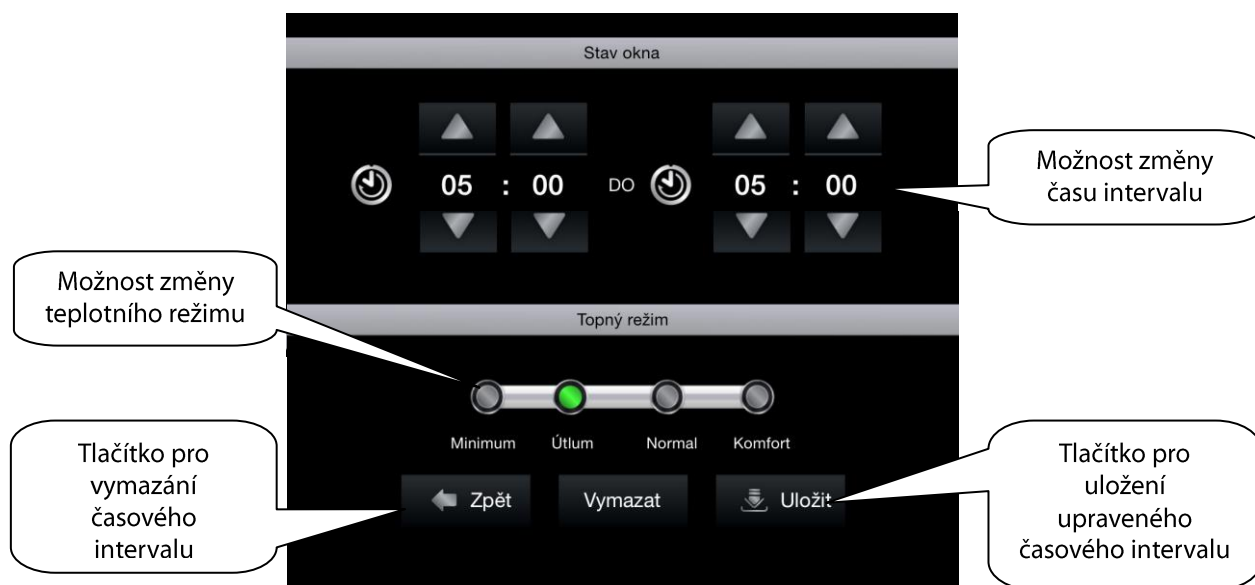 Stav okna
05 : 00 DO 05 : 00
Možnost změny
času intervalu
Možnost změny
teplotního režimu
Topný režim
Minimum Útlum Normal Komfort
Zpět Vymazat Uložit
Tlačítko pro
vymazání
časového
intervalu
Tlačítko pro
uložení
upraveného
časového intervalu